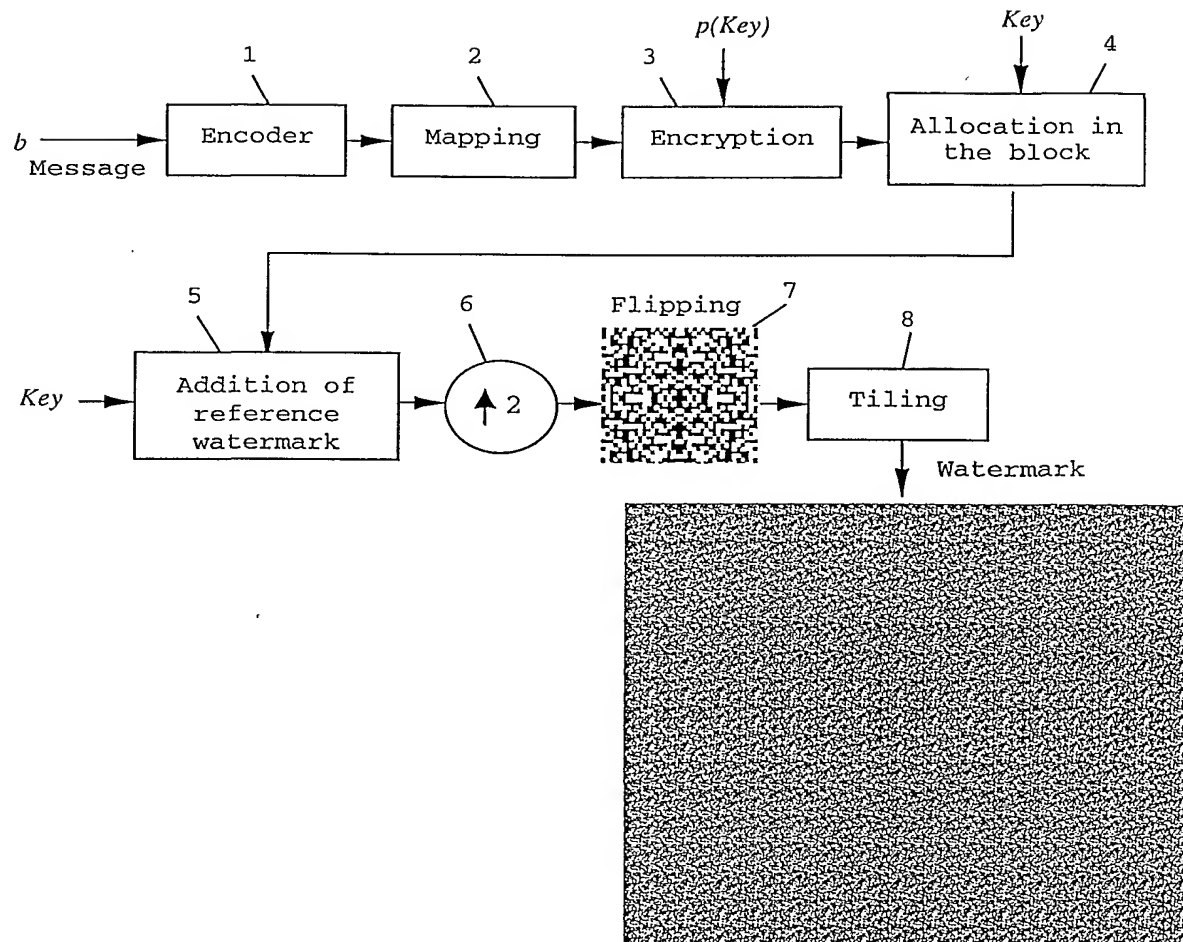 p(Key)
Key
1
2
3
4
b
Message
Encoder
Mapping
Encryption
Allocation in
the block
5
6
Flipping
7
8
Key
Addition of
reference
watermark
2
Tiling
Watermark